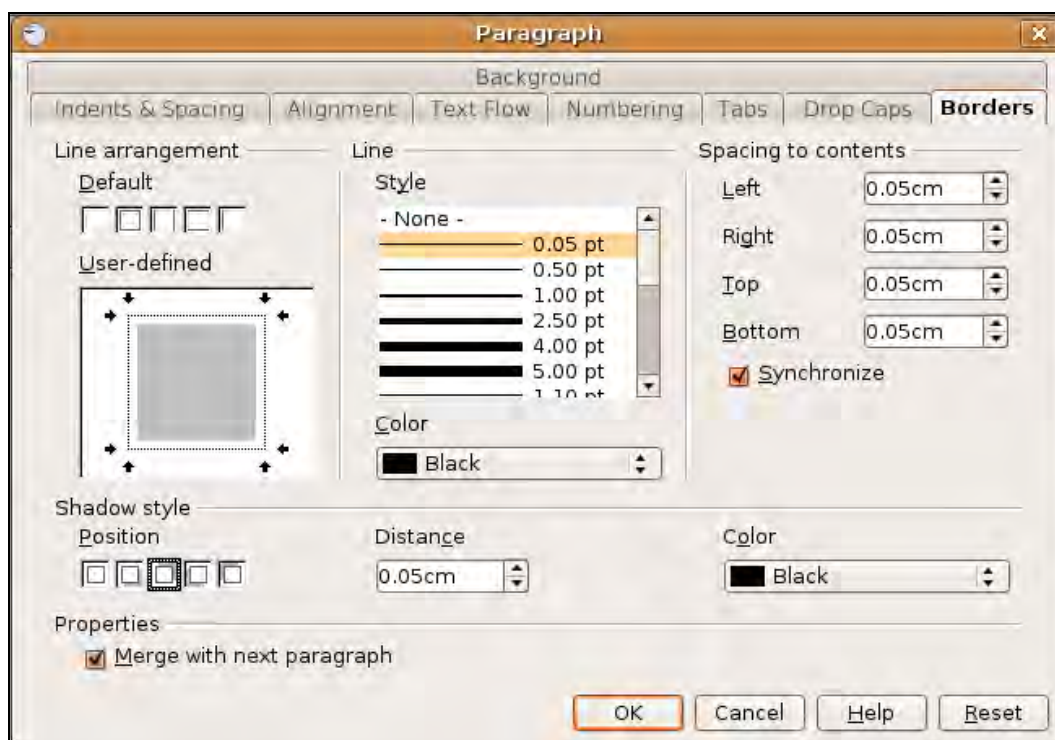 Paragraph
Background
Indents & Spacing Alignment Text Flow Numbering Tabs Drop Caps Borders
Line arrangement
Default
User-defined
Line
Style
- None -
0.05 pt
0.50 pt
1.00 pt
2.50 pt
4.00 pt
5.00 pt
1.10 pt
Color
Black
Spacing to contents
Left 0.05cm
Right 0.05cm
Top 0.05cm
Bottom 0.05cm
Synchronize
Shadow style
Position
Distance
0.05cm
Color
Black
Properties
Merge with next paragraph
OK Cancel Help Reset